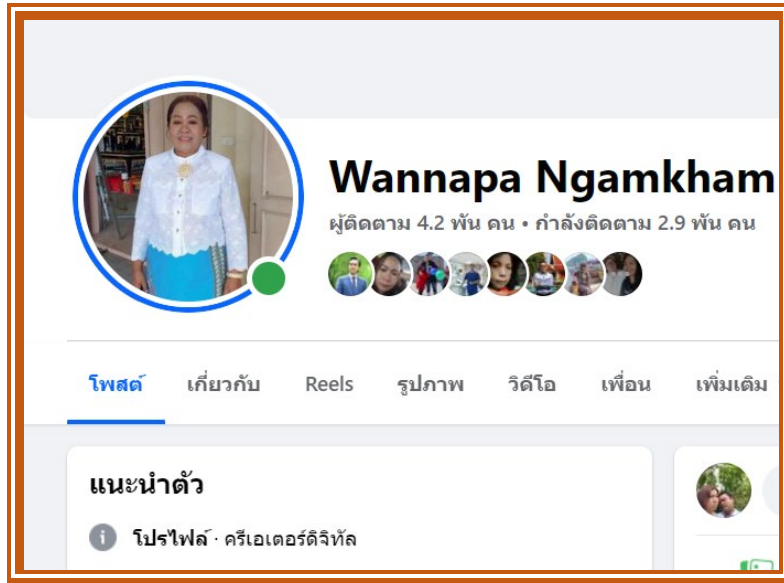 Wannapa Ngamkham
ผู้ติดตาม 4.2 พัน คน • กำลังติดตาม 2.9 พัน คน
โพสต์ เกี่ยวกับ Reels รูปภาพ วิดีโอ เพื่อน เพิ่มเติม
แนะนำตัว
โปรไฟล์ · ครีเอเตอร์ดิจิทัล